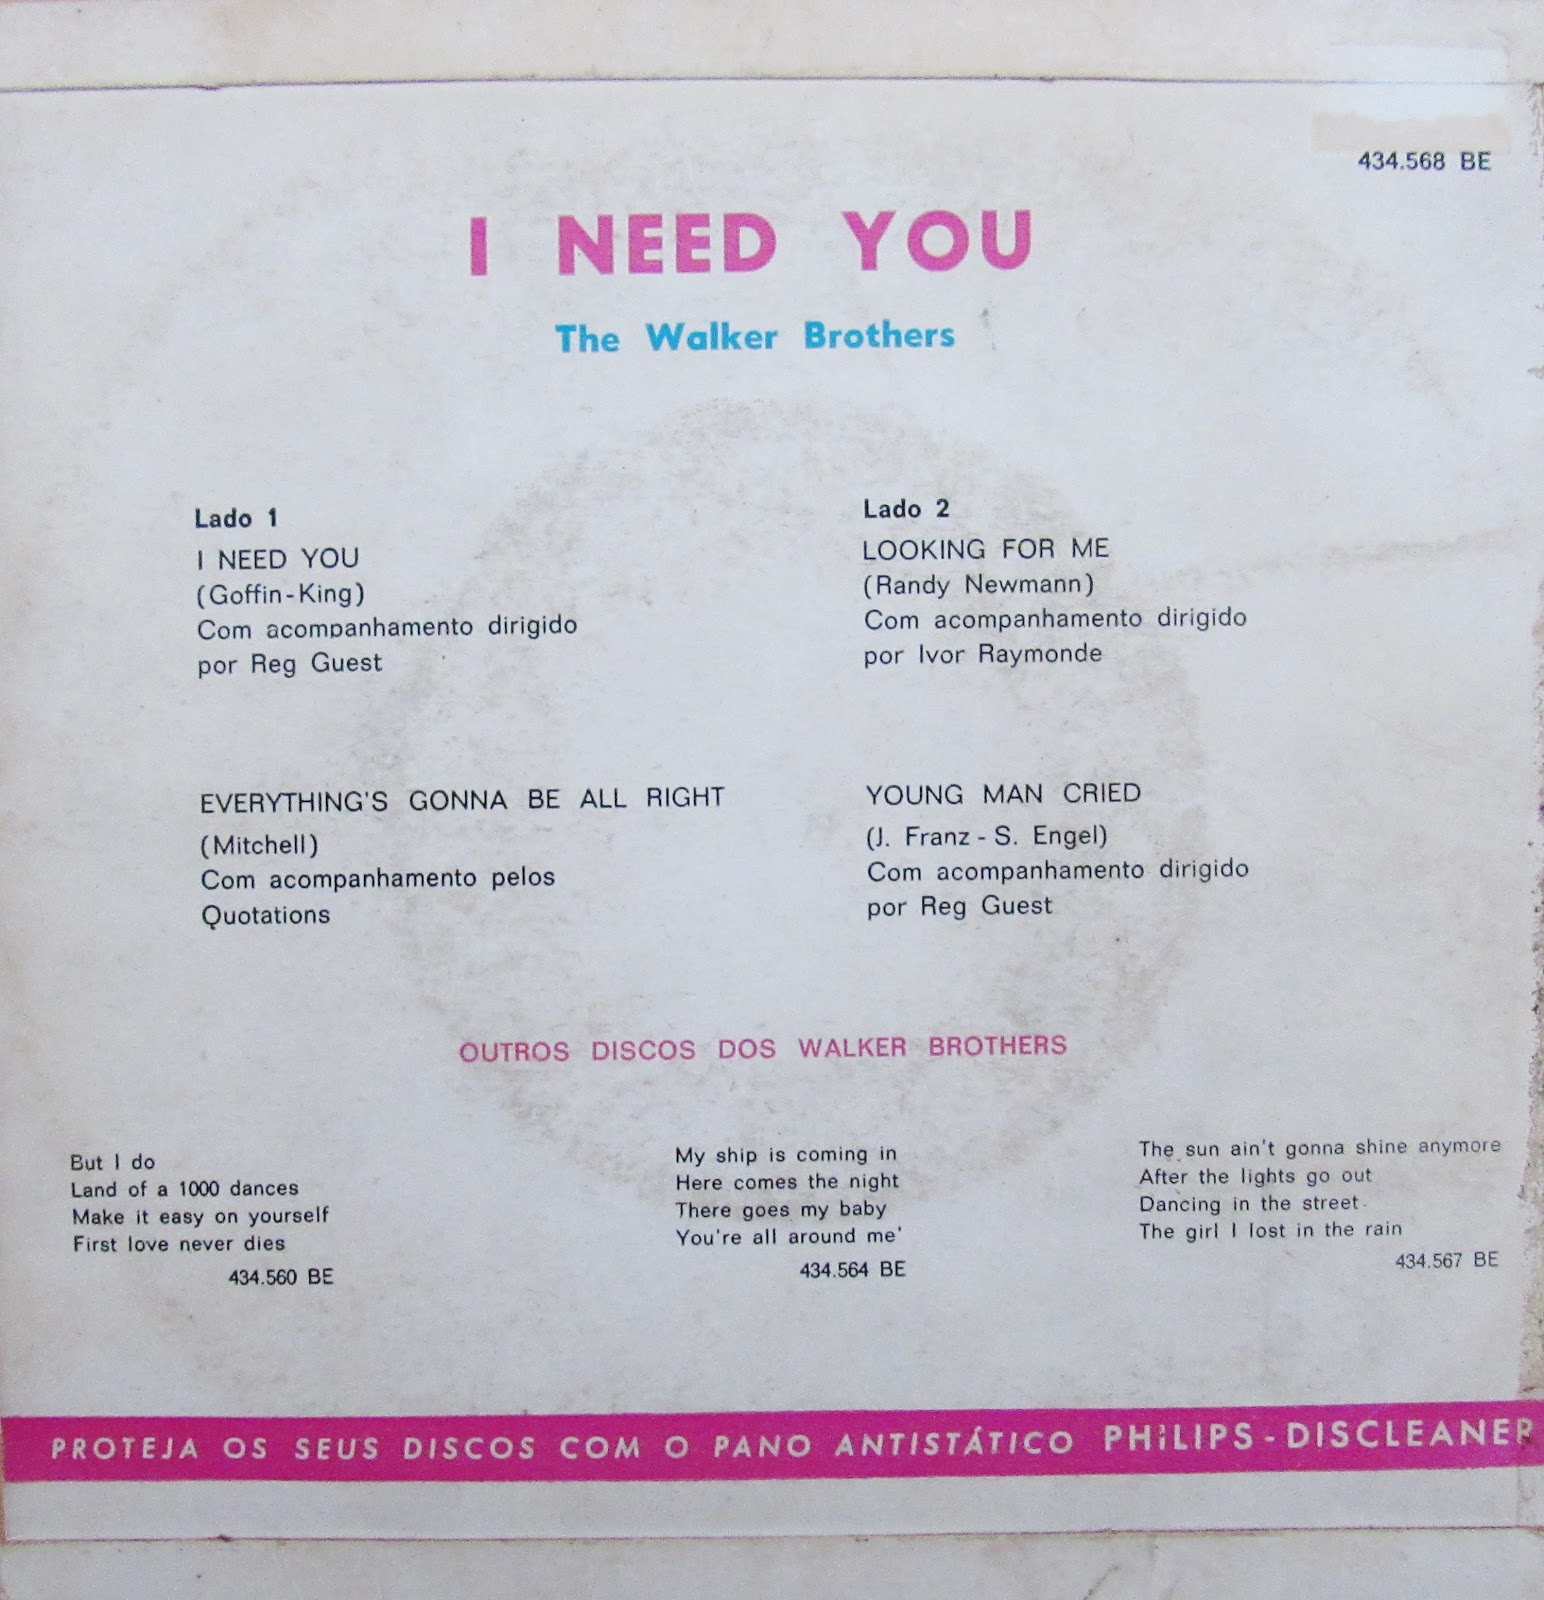 434.568 BE
I NEED YOU
The Walker Brothers
Lado 1
I NEED YOU
(Goffin-King)
Com acompanhamento dirigido
por Reg Guest
EVERYTHING'S GONNA BE ALL RIGHT
(Mitchell)
Com acompanhamento pelos
Quotations
Lado 2
LOOKING FOR ME
(Randy Newmann)
Com acompanhamento dirigido
por Ivor Raymonde
YOUNG MAN CRIED
(J. Franz - S. Engel)
Com acompanhamento dirigido
por Reg Guest
OUTROS DISCOS DOS WALKER BROTHERS
But I do
Land of a 1000 dances
Make it easy on yourself
First love never dies
434.560 BE
My ship is coming in
Here comes the night
There goes my baby
You're all around me'
434.564 BE
The sun ain't gonna shine anymore
After the lights go out
Dancing in the street
The girl I lost in the rain
434.567 BE
PROTEJA OS SEUS DISCOS COM O PANO ANTISTÁTICO PHILIPS - DISCLEANER